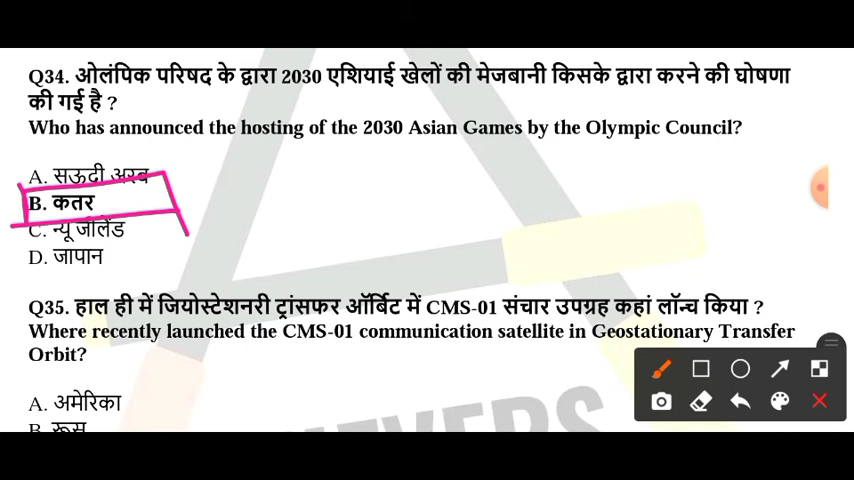 Q34. ओलंपिक परिषद के द्वारा 2030 एशियाई खेलों की मेजबानी किसके द्वारा करने की घोषणा
की गई है ?
Who has announced the hosting of the 2030 Asian Games by the Olympic Council?
A. सऊदी अरब
B. कतर
C. न्यू जीलेंड
D. जापान
Q35. हाल ही में जियोस्टेशनरी ट्रांसफर ऑर्बिट में CMS-01 संचार उपग्रह कहां लॉन्च किया ?
Where recently launched the CMS-01 communication satellite in Geostationary Transfer
Orbit?
A. अमेरिका
B. रूस